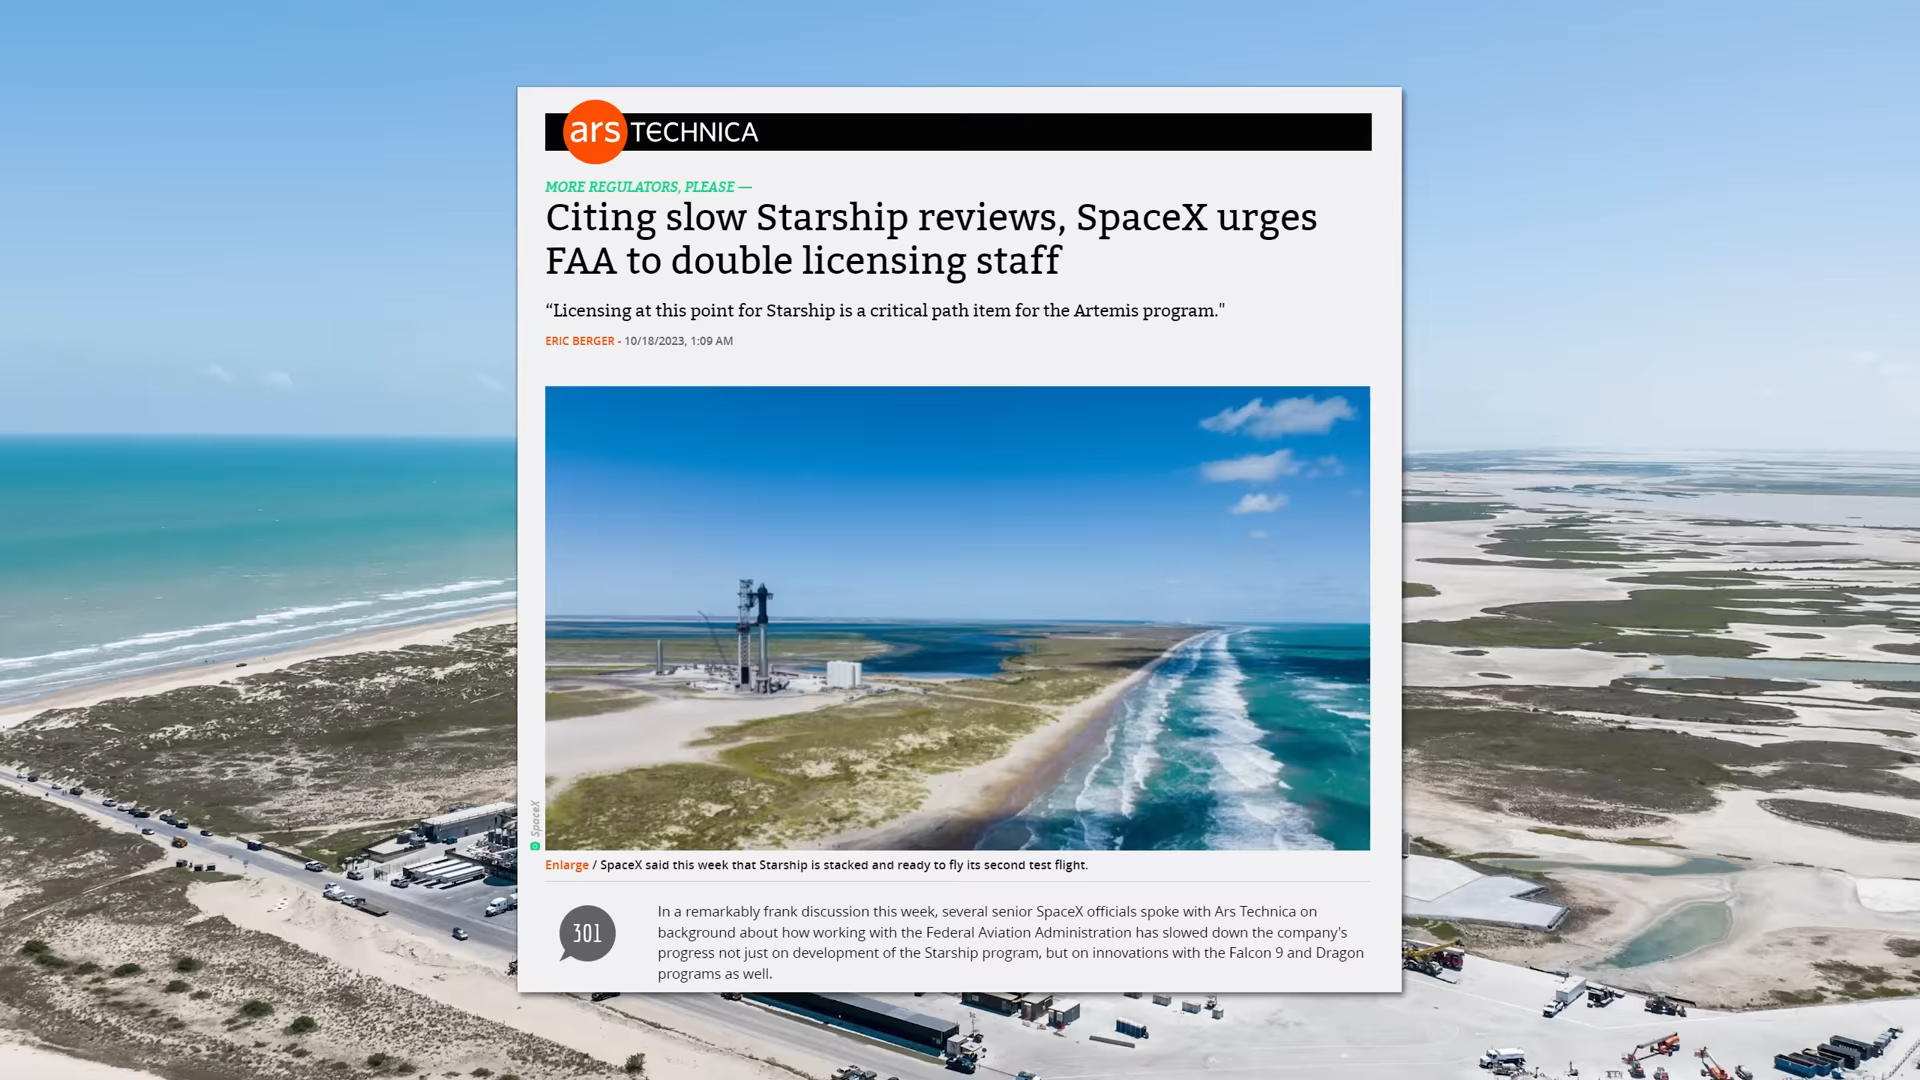 ars TECHNICA
MORE REGULATORS, PLEASE —
Citing slow Starship reviews, SpaceX urges
FAA to double licensing staff
“Licensing at this point for Starship is a critical path item for the Artemis program."
ERIC BERGER - 10/18/2023, 1:09 AM
SpaceX
Enlarge / SpaceX said this week that Starship is stacked and ready to fly its second test flight.
301
In a remarkably frank discussion this week, several senior SpaceX officials spoke with Ars Technica on
background about how working with the Federal Aviation Administration has slowed down the company's
progress not just on development of the Starship program, but on innovations with the Falcon 9 and Dragon
programs as well.